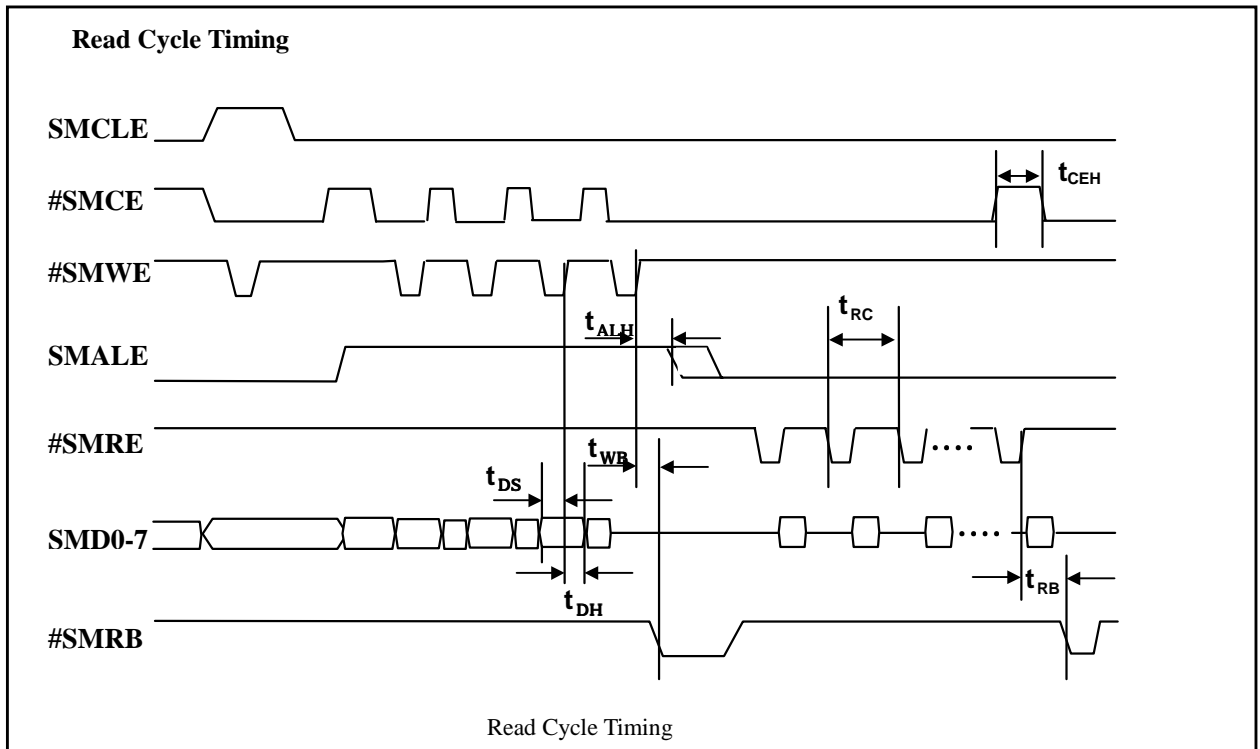 Read Cycle Timing
SMCLE
#SMCE
tCEH
#SMWE
tRC
tALH
SMALE
#SMRE
tWB
tDS
SMD0-7
tRB
tDH
#SMRB
Read Cycle Timing